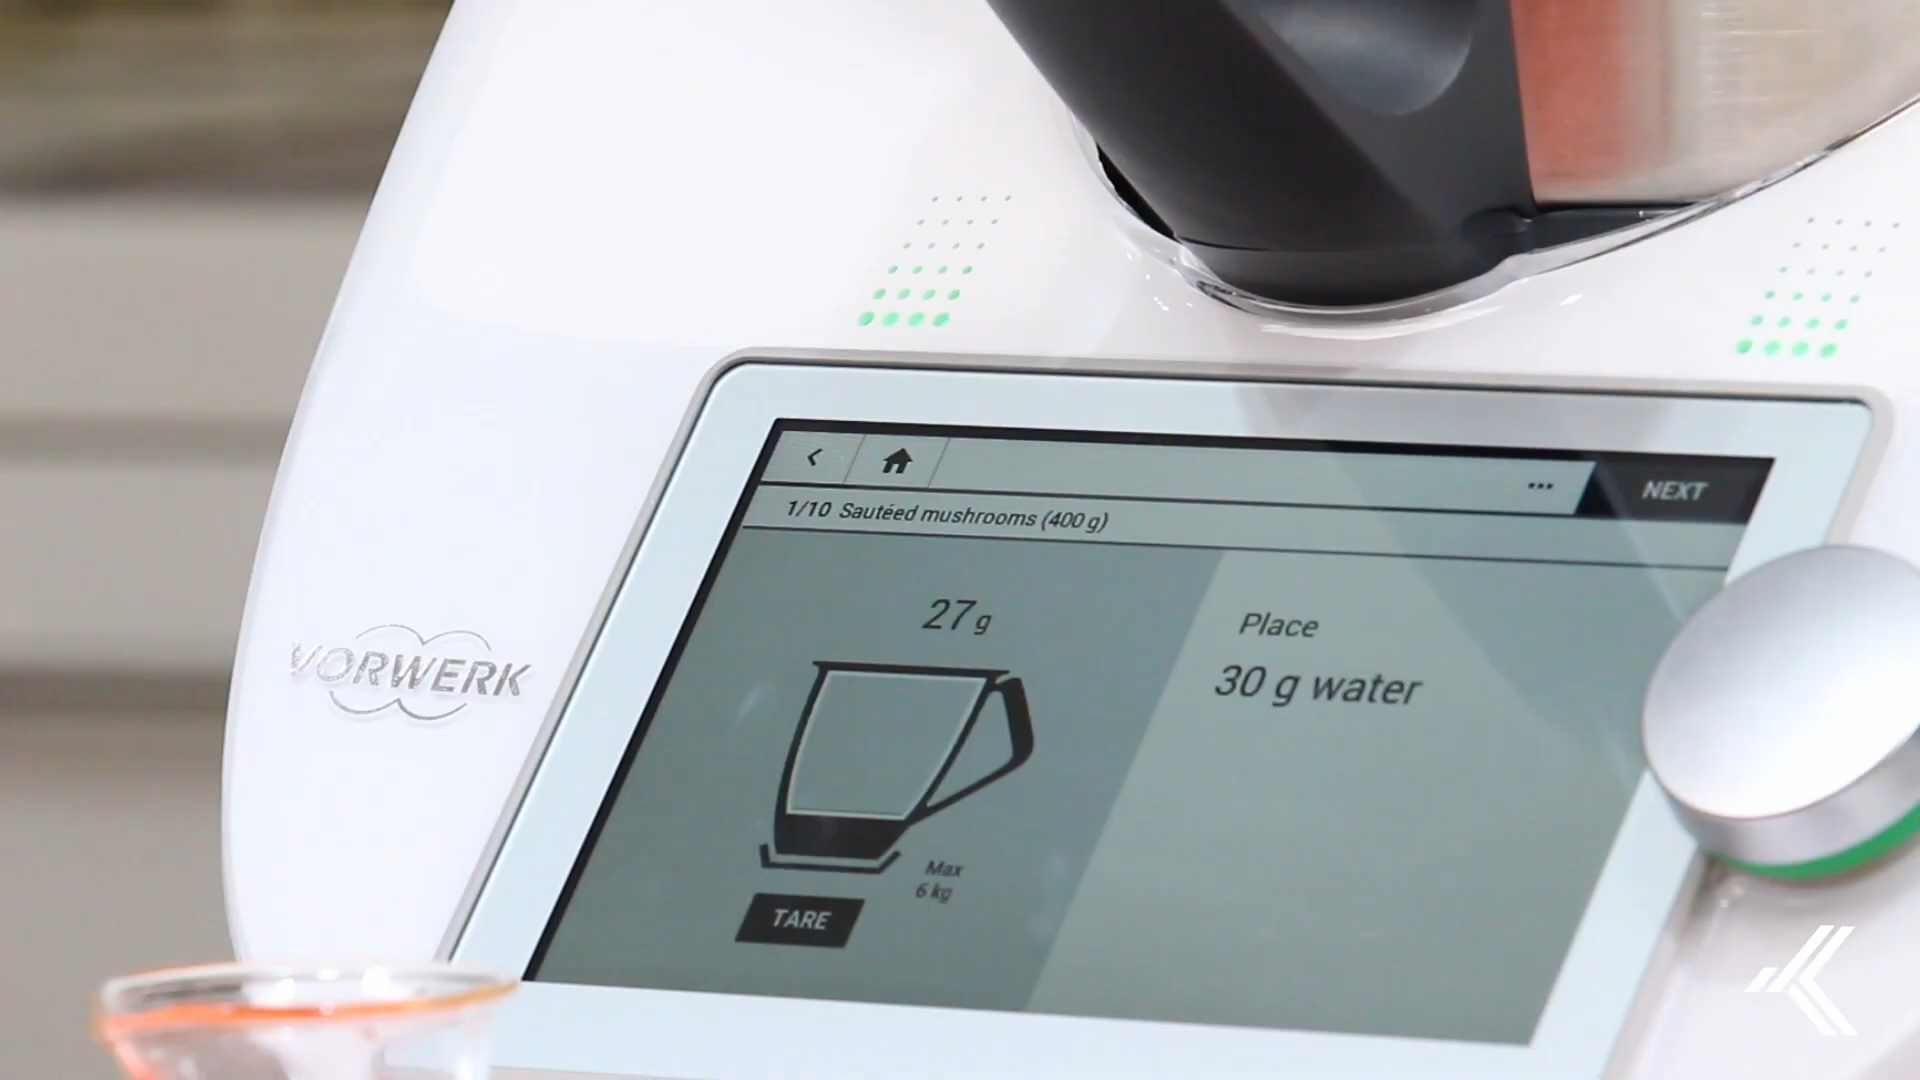 NEXT
1/10 Sautéed mushrooms (400 g)
27 g
Place
30 g water
Max
6 kg
TARE
VORWERK